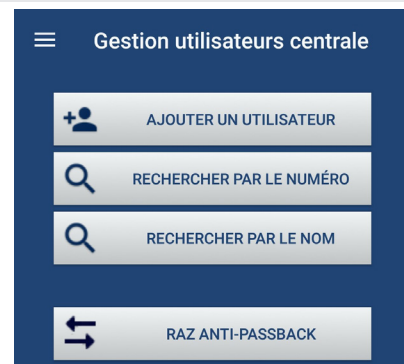 Gestion utilisateurs centrale
AJOUTER UN UTILISATEUR
RECHERCHER PAR LE NUMÉRO
RECHERCHER PAR LE NOM
RAZ ANTI-PASSBACK